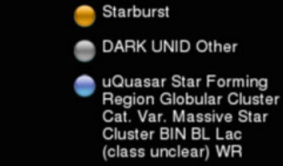 Starburst
DARK UNID Other
uQuasar Star Forming
Region Globular Cluster
Cat. Var. Massive Star
Cluster BIN BL Lac
(class unclear) WR